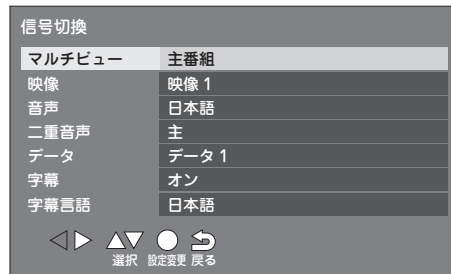 信号切換
マルチビュー 主番組
映像 映像 1
音声 日本語
二重音声 主
データ データ 1
字幕 オン
字幕言語 日本語
選択 設定変更 戻る